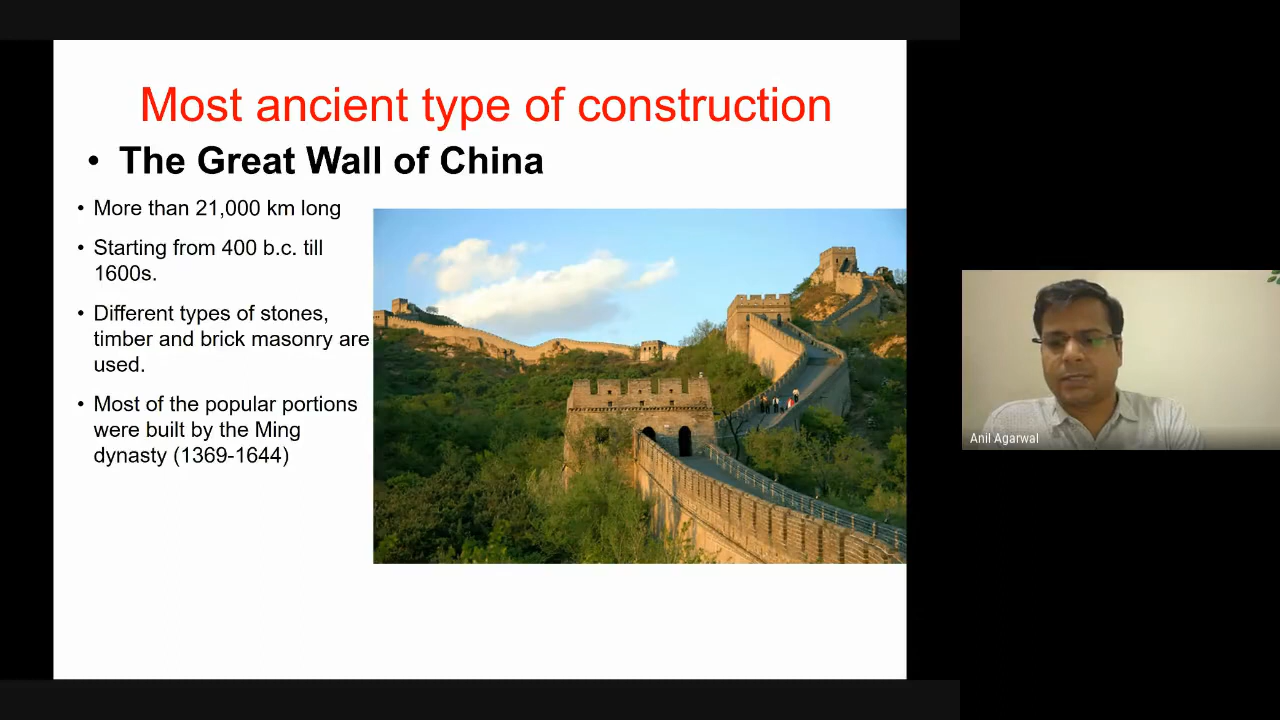 Most ancient type of construction
• The Great Wall of China
• More than 21,000 km long
• Starting from 400 b.c. till
1600s.
• Different types of stones,
timber and brick masonry are
used.
• Most of the popular portions
were built by the Ming
dynasty (1369-1644)
Anil Agarwal